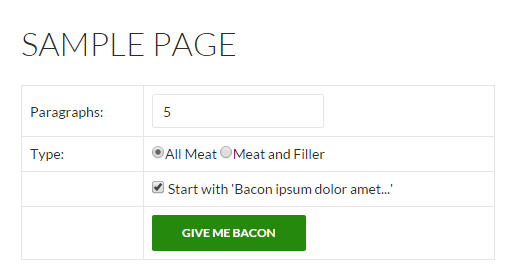 SAMPLE PAGE
Paragraphs: 5
Type: All Meat Meat and Filler
Start with 'Bacon ipsum dolor amet...'
GIVE ME BACON